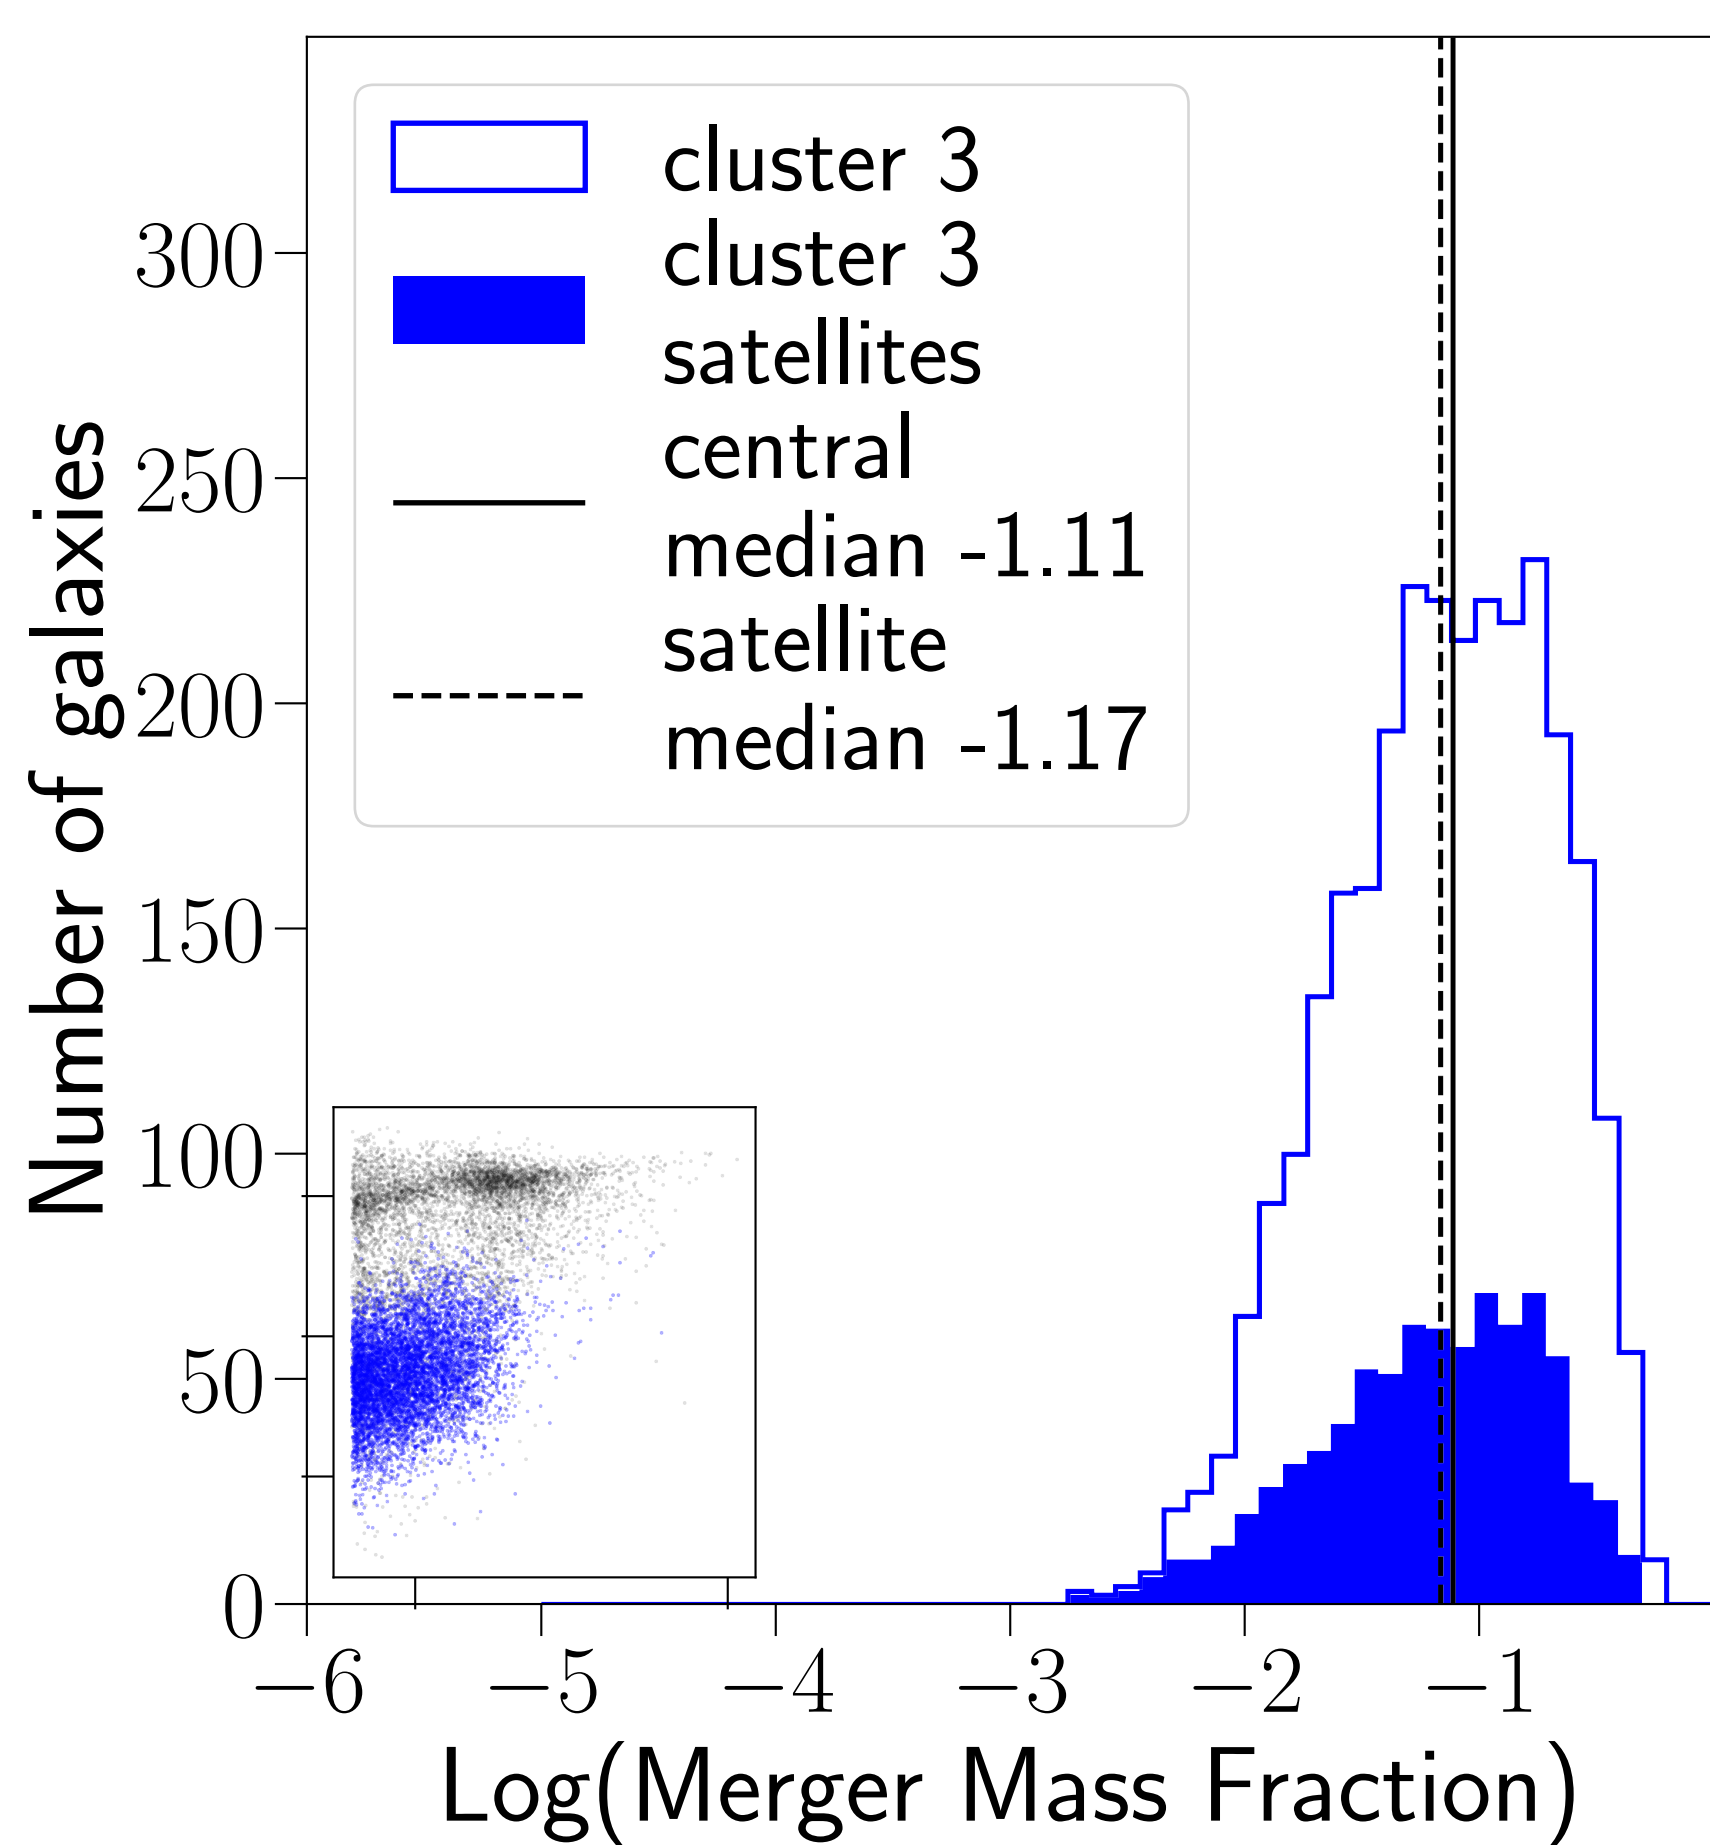 cluster 3
cluster 3
satellites
central
median -1.11
satellite
median -1.17
Number of galaxies
300
250
200
150
100
50
0
−6 −5 −4 −3 −2 −1
Log(Merger Mass Fraction)